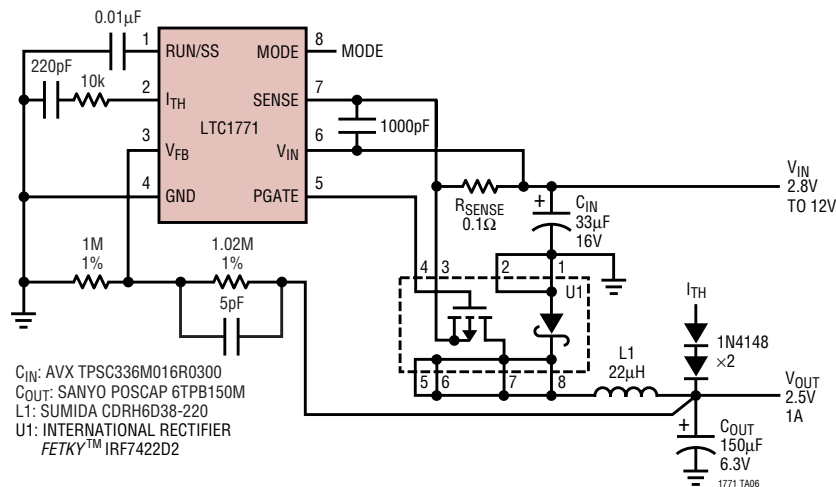 0.01µF
1
RUN/SS
MODE
8
MODE
220pF
10k
2
ITH
SENSE
7
LTC1771
1000pF
3
VFB
VIN
6
4
GND
PGATE
5
RSENSE
0.1Ω
+
CIN
33µF
16V
VIN
2.8V
TO 12V
1M
1%
1.02M
1%
5pF
4
3
2
1
U1
ITH
1N4148
×2
5
6
7
8
L1
22µH
VOUT
2.5V
1A
+
COUT
150µF
6.3V
CIN: AVX TPSC336M016R0300
COUT: SANYO POSCAP 6TPB150M
L1: SUMIDA CDRH6D38-220
U1: INTERNATIONAL RECTIFIER
FETKY™ IRF7422D2
1771 TA06